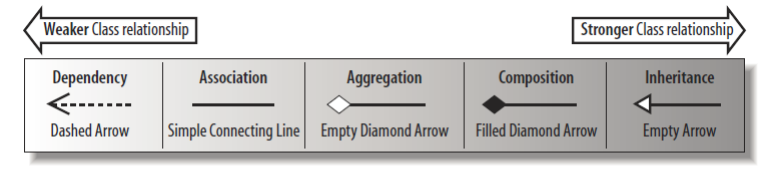 Weaker Class relationship
Stronger Class relationship
Dependency
Association
Aggregation
Composition
Inheritance
Dashed Arrow
Simple Connecting Line
Empty Diamond Arrow
Filled Diamond Arrow
Empty Arrow